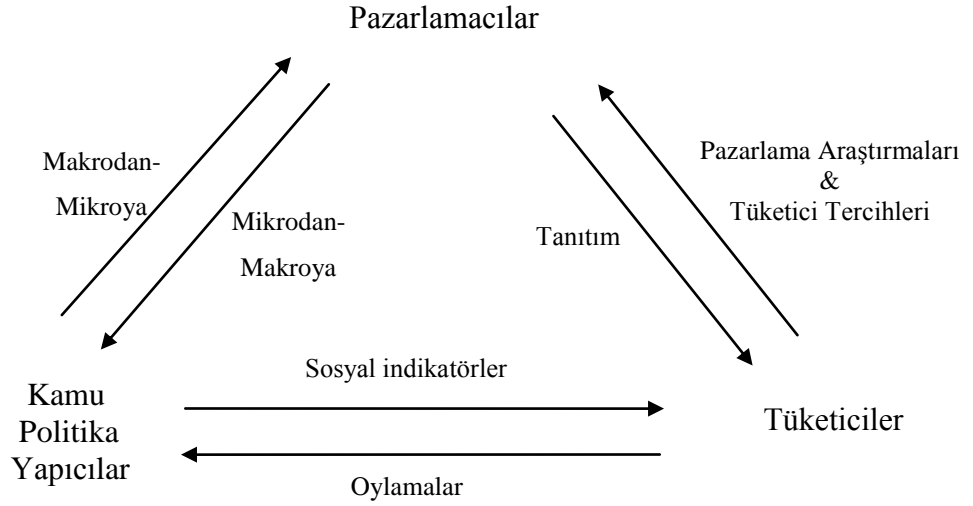 Pazarlamacılar
Makrodan-
Mikroya
Mikrodan-
Makroya
Tanıtım
Pazarlama Araştırmaları
&
Tüketici Tercihleri
Sosyal indikatörler
Kamu
Politika
Yapıcılar
Tüketiciler
Oylamalar